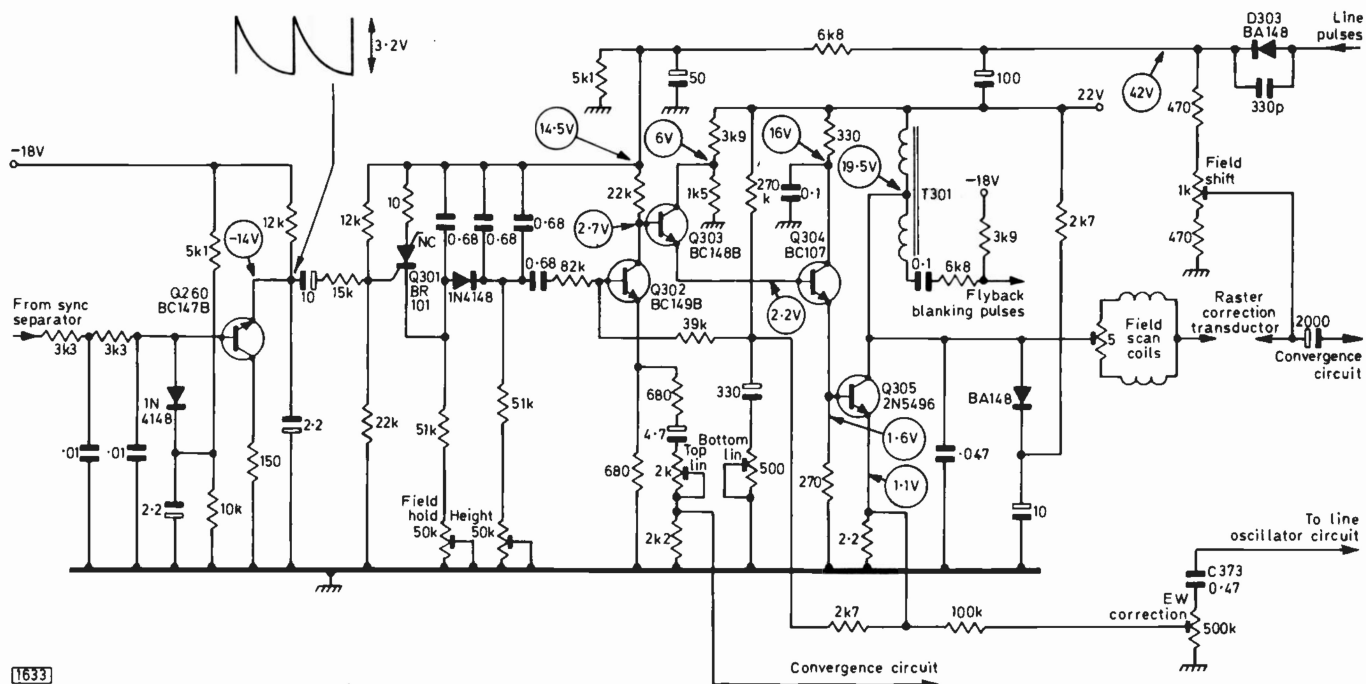 3·2V
-18V
5k1
12k
-14V
Q260
BC147B
From sync
separator
3k3
3k3
·01
·01
1N
4148
2·2
10k
150
2·2
10
15k
12k
22k
10
NC
Q301
BR
101
0·68
0·68
0·68
1N4148
0·68
82k
51k
51k
Field
hold
50k
Height
50k
5k1
50
6k8
14·5V
22k
2·7V
6V
3k9
1k5
Q303
BC148B
Q302
BC149B
39k
680
680
4·7
Top
lin
2k
2k2
270
k
330
Bottom
lin
500
16V
330
0·1
Q304
BC107
2·2V
270
100
22V
19·5V
T301
-18V
3k9
0·1
6k8
Flyback
blanking pulses
Q305
2N5496
1·6V
1·1V
2·2
·047
BA148
10
2k7
42V
D303
BA148
330p
Line
pulses
470
Field
shift
1k
470
5
Field
scan
coils
Raster
correction
transductor
2000
Convergence
circuit
To line
oscillator circuit
C373
0·47
EW
correction
500k
2k7
100k
Convergence circuit
1633